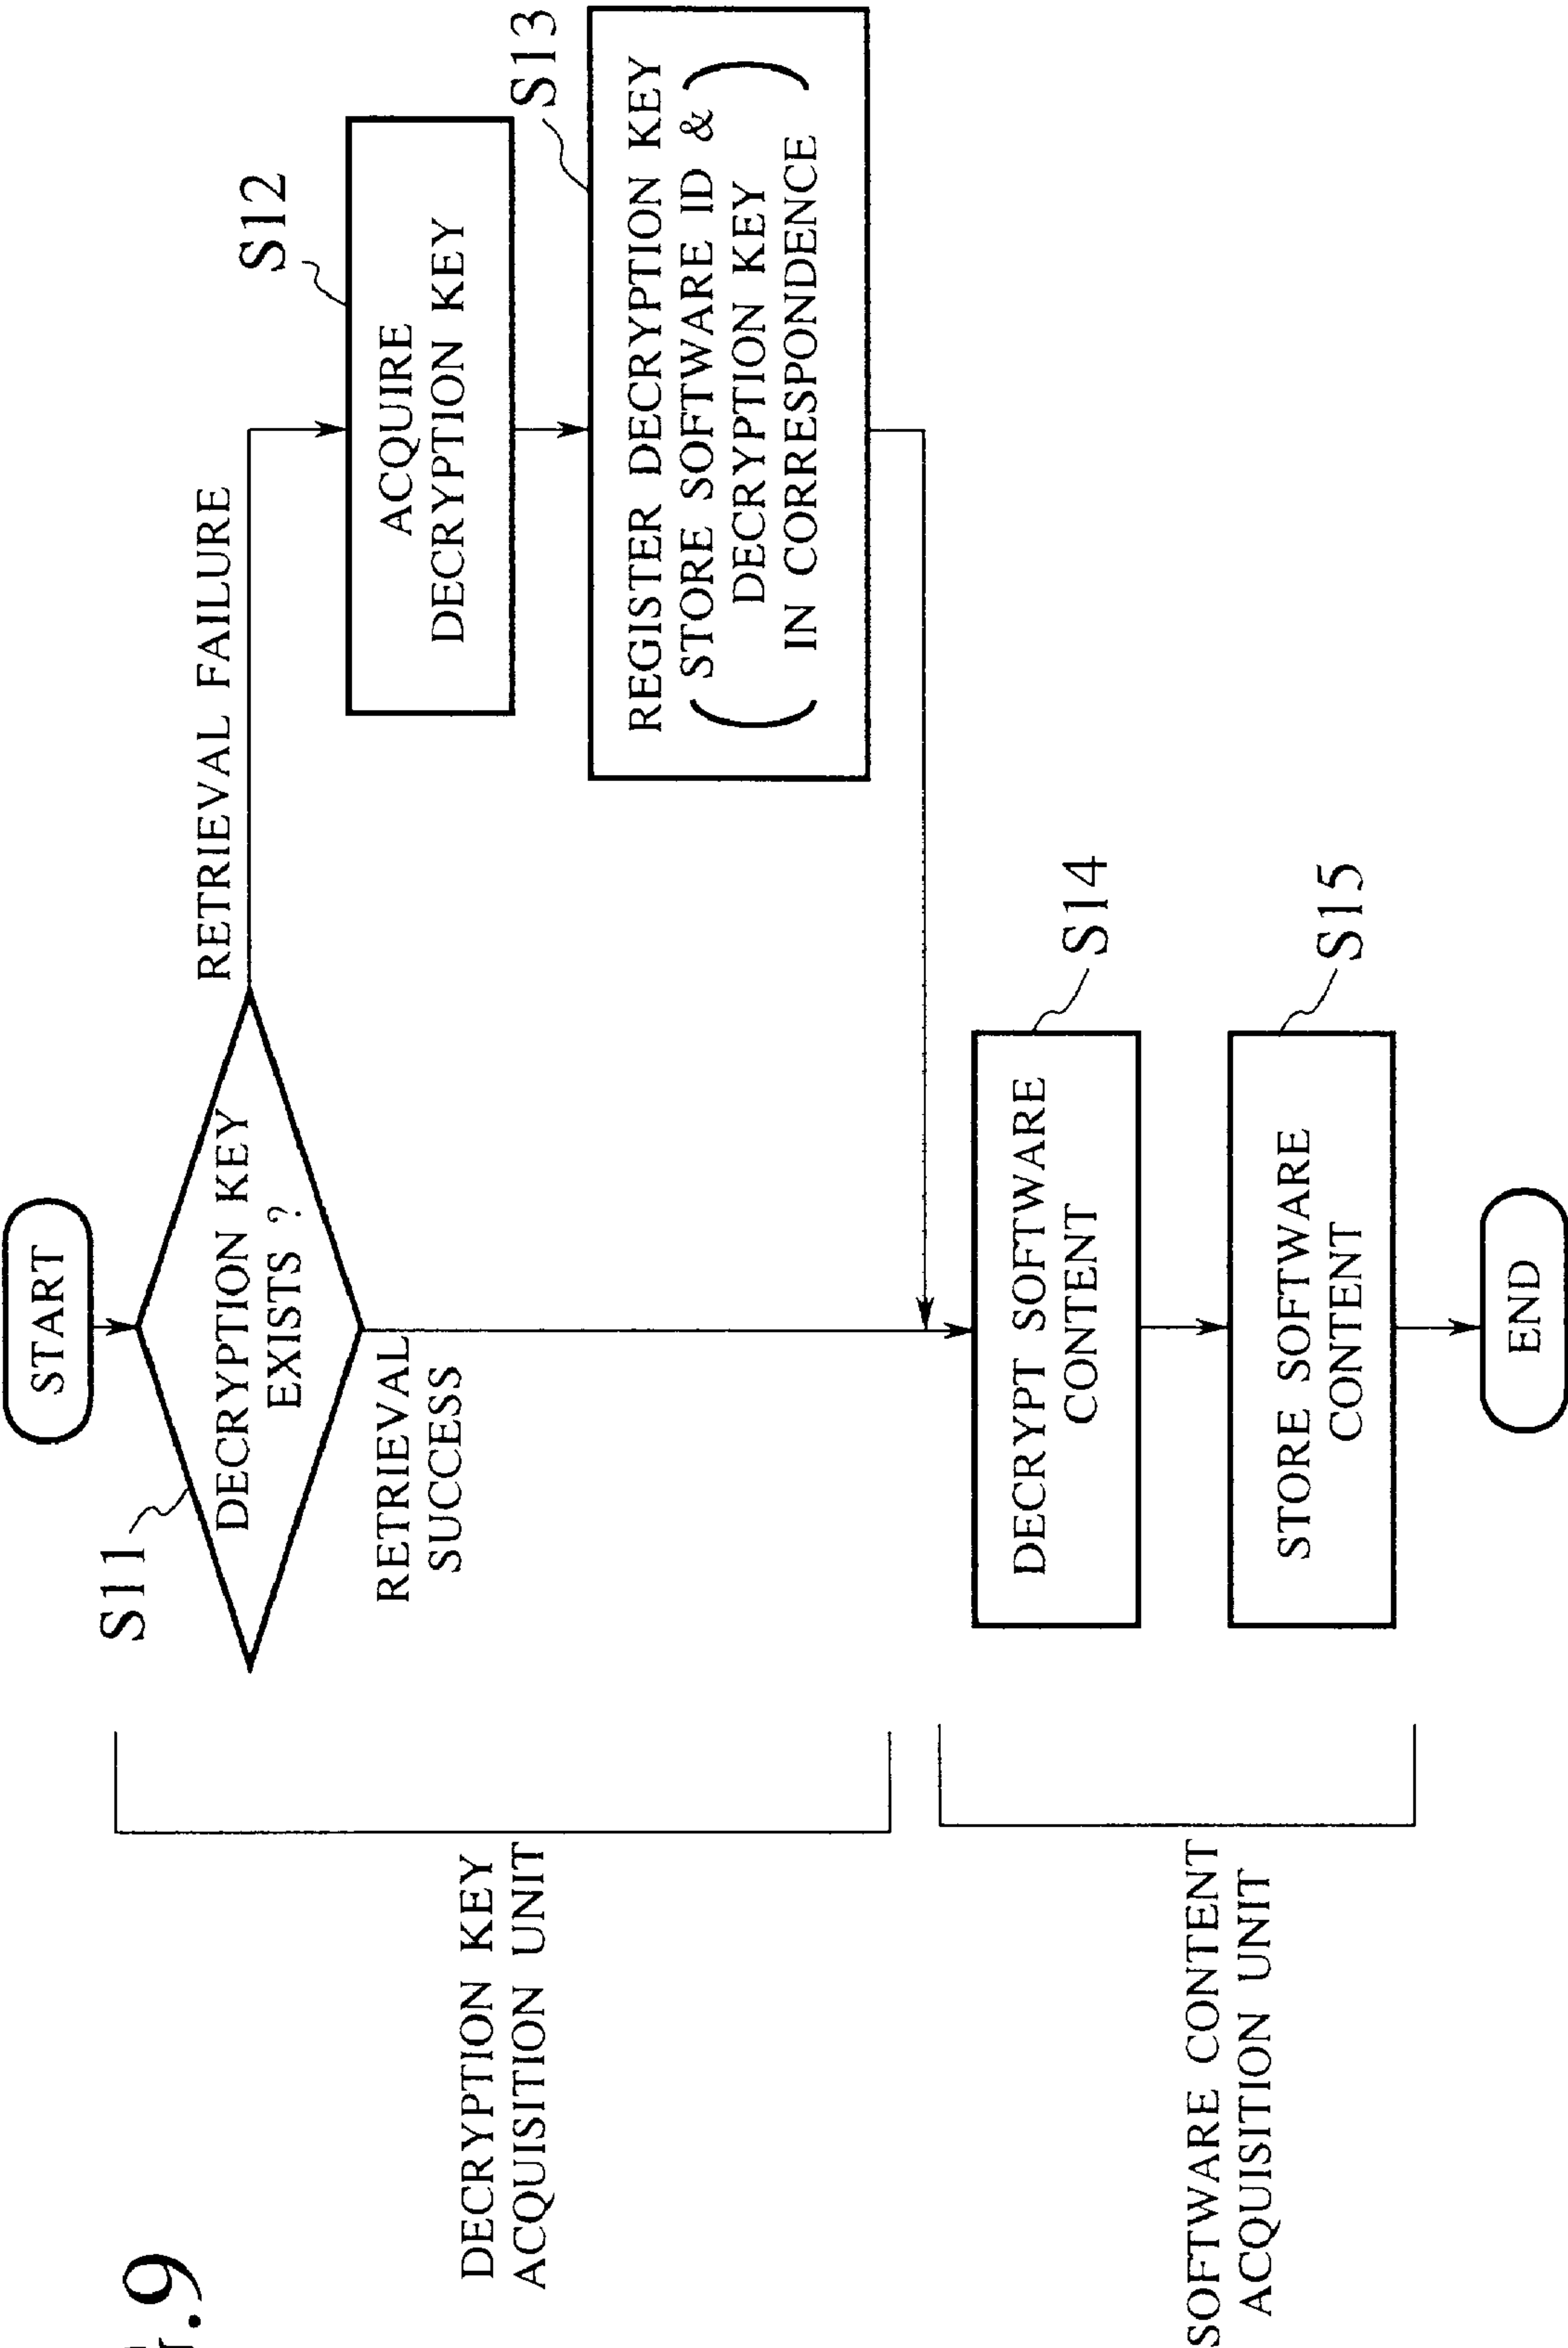 .9
START
S11
DECRYPTION KEY
EXISTS ?
RETRIEVAL FAILURE
RETRIEVAL
SUCCESS
S12
ACQUIRE
DECRYPTION KEY
S13
REGISTER DECRYPTION KEY
( STORE SOFTWARE ID &
DECRYPTION KEY
IN CORRESPONDENCE )
DECRYPTION KEY
ACQUISITION UNIT
S14
DECRYPT SOFTWARE
CONTENT
S15
STORE SOFTWARE
CONTENT
SOFTWARE CONTENT
ACQUISITION UNIT
END